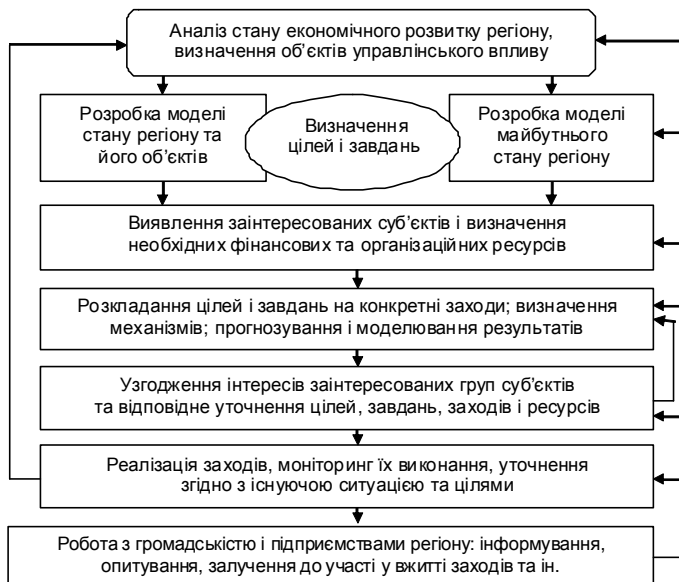 Аналіз стану економічного розвитку регіону,
визначення об’єктів управлінського впливу
Розробка моделі
стану регіону та
його об’єктів
Визначення
цілей і завдань
Розробка моделі
майбутнього
стану регіону
Виявлення заінтересованих суб’єктів і визначення
необхідних фінансових та організаційних ресурсів
Розкладання цілей і завдань на конкретні заходи; визначення
механізмів; прогнозування і моделювання результатів
Узгодження інтересів заінтересованих груп суб’єктів
та відповідне уточнення цілей, завдань, заходів і ресурсів
Реалізація заходів, моніторинг їх виконання, уточнення
згідно з існуючою ситуацією та цілями
Робота з громадськістю і підприємствами регіону: інформування,
опитування, залучення до участі у вжитті заходів та ін.